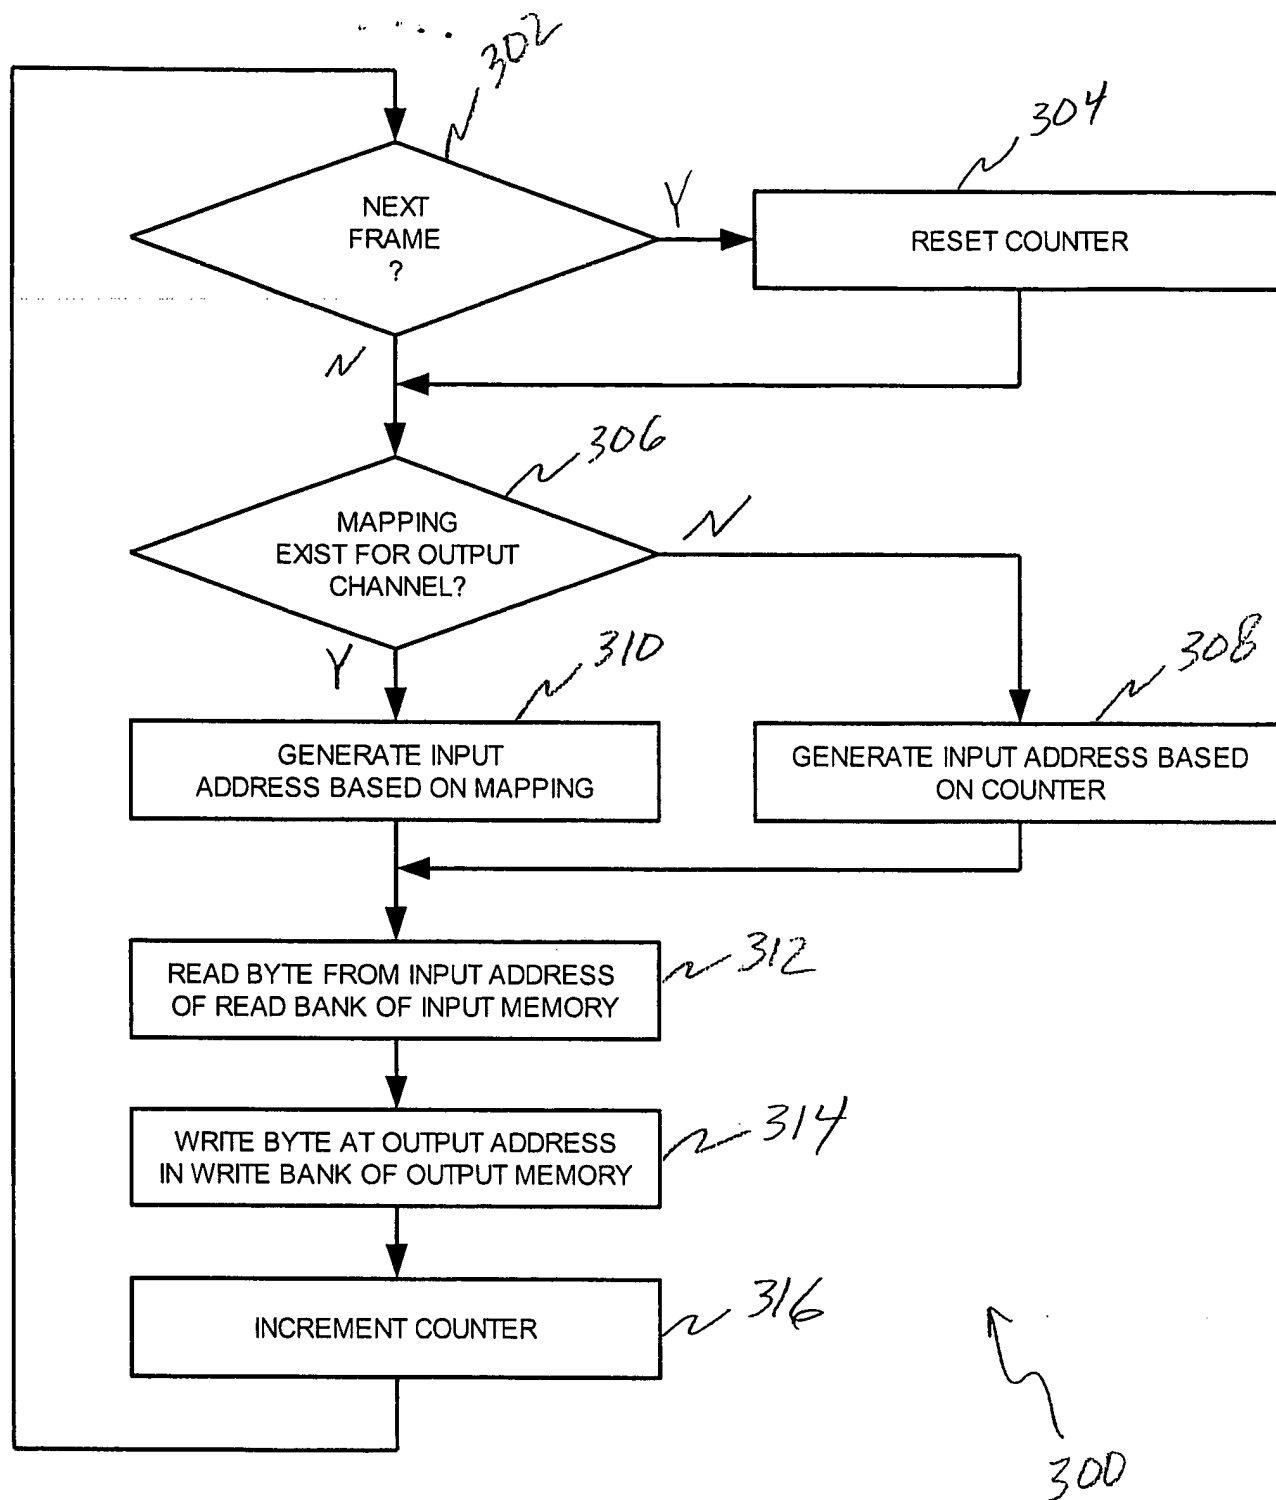 302
304
NEXT
FRAME
?
Y
RESET COUNTER
N
306
MAPPING
EXIST FOR OUTPUT
CHANNEL?
N
Y
310
308
GENERATE INPUT
ADDRESS BASED ON MAPPING
GENERATE INPUT ADDRESS BASED
ON COUNTER
READ BYTE FROM INPUT ADDRESS
OF READ BANK OF INPUT MEMORY
312
WRITE BYTE AT OUTPUT ADDRESS
IN WRITE BANK OF OUTPUT MEMORY
314
INCREMENT COUNTER
316
300